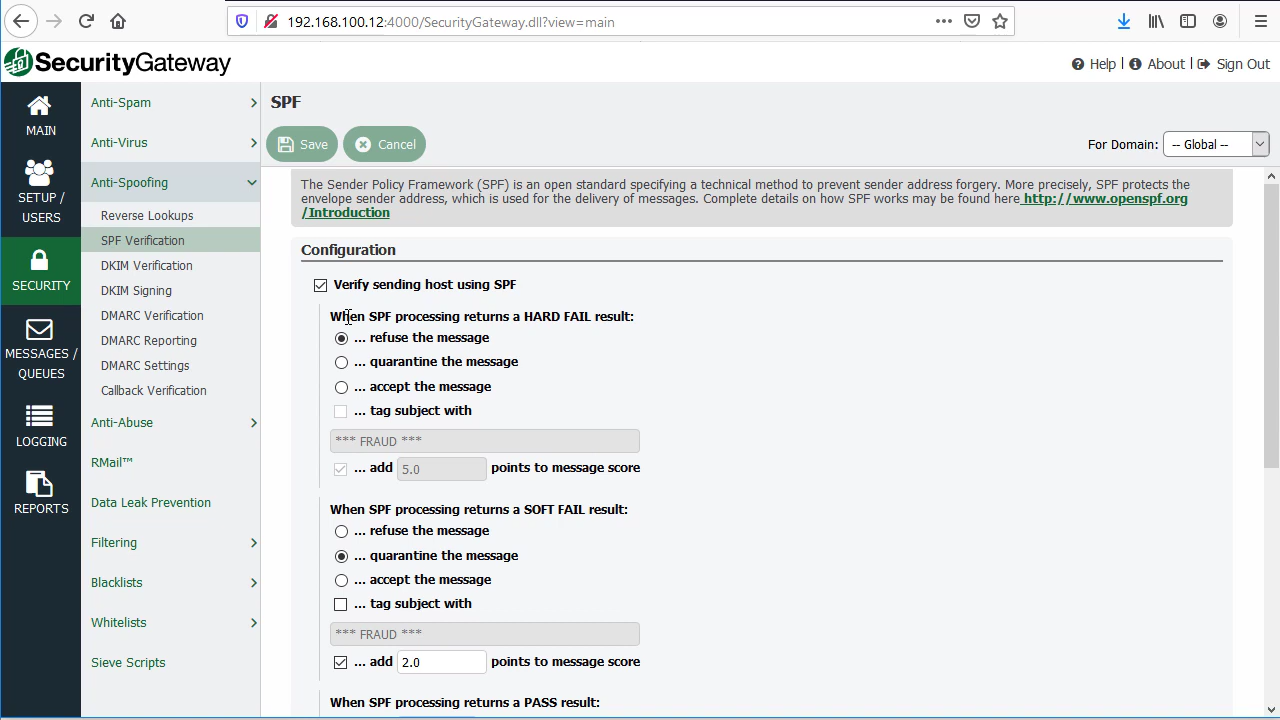 192.168.100.12:4000/SecurityGateway.dll?view=main
SecurityGateway
Help | About | Sign Out
MAIN
SETUP /
USERS
SECURITY
MESSAGES /
QUEUES
LOGGING
REPORTS
Anti-Spam
Anti-Virus
Anti-Spoofing
Reverse Lookups
SPF Verification
DKIM Verification
DKIM Signing
DMARC Verification
DMARC Reporting
DMARC Settings
Callback Verification
Anti-Abuse
RMail™
Data Leak Prevention
Filtering
Blacklists
Whitelists
Sieve Scripts
SPF
Save Cancel
For Domain: -- Global --
The Sender Policy Framework (SPF) is an open standard specifying a technical method to prevent sender address forgery. More precisely, SPF protects the
envelope sender address, which is used for the delivery of messages. Complete details on how SPF works may be found here http://www.openspf.org
/Introduction
Configuration
Verify sending host using SPF
When SPF processing returns a HARD FAIL result:
... refuse the message
... quarantine the message
... accept the message
... tag subject with
*** FRAUD ***
... add 5.0 points to message score
When SPF processing returns a SOFT FAIL result:
... refuse the message
... quarantine the message
... accept the message
... tag subject with
*** FRAUD ***
... add 2.0 points to message score
When SPF processing returns a PASS result: